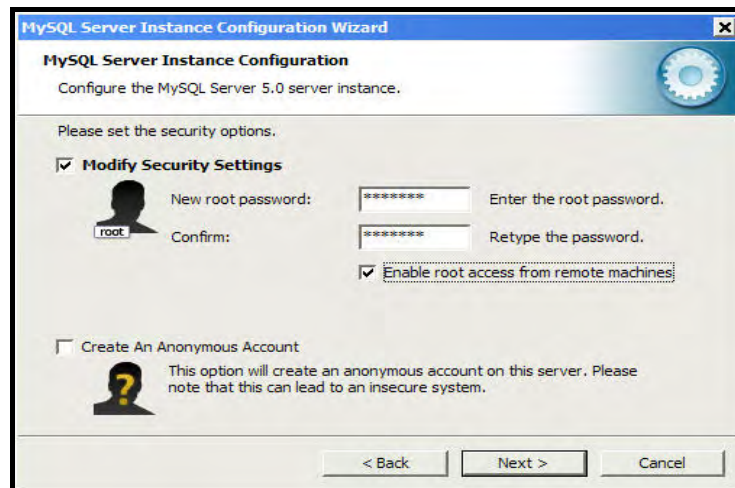 MySQL Server Instance Configuration Wizard
MySQL Server Instance Configuration
Configure the MySQL Server 5.0 server instance.
Please set the security options.
Modify Security Settings
root
New root password: ******* Enter the root password.
Confirm: ******* Retype the password.
Enable root access from remote machines
Create An Anonymous Account
?
This option will create an anonymous account on this server. Please
note that this can lead to an insecure system.
< Back Next > Cancel